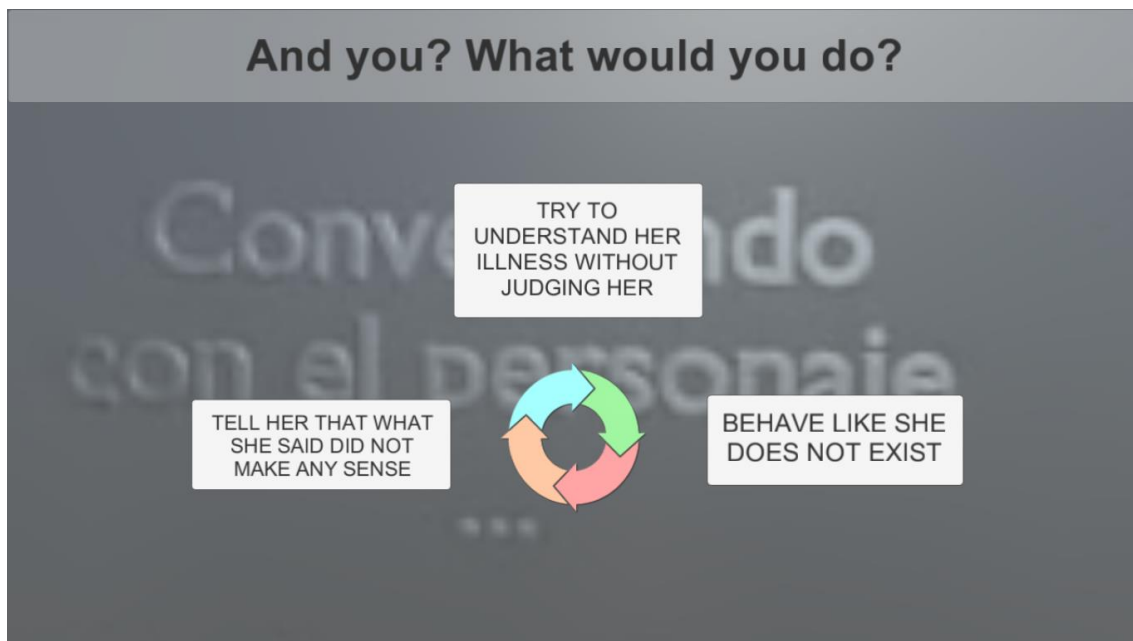 And you? What would you do?
TRY TO
UNDERSTAND HER
ILLNESS WITHOUT
JUDGING HER
TELL HER THAT WHAT
SHE SAID DID NOT
MAKE ANY SENSE
BEHAVE LIKE SHE
DOES NOT EXIST
con el personaje
...